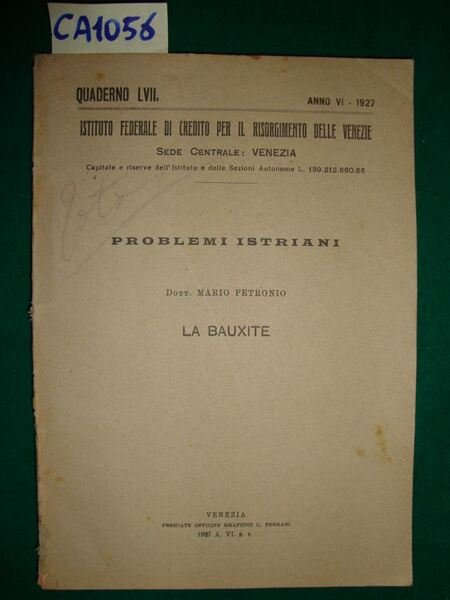 CA1056
QUADERNO LVII.
ANNO VI - 1927
ISTITUTO FEDERALE DI CREDITO PER IL RISORGIMENTO DELLE VENEZIE
SEDE CENTRALE: VENEZIA
Capitale e riserve dell'Istituto e delle Sezioni Autonome L. 139.212.860.66
PROBLEMI ISTRIANI
DOTT. MARIO PETRONIO
LA BAUXITE
VENEZIA
PREMIATE OFFICINE GRAFICHE C. FERRARI
1927 A. VI. p. r.